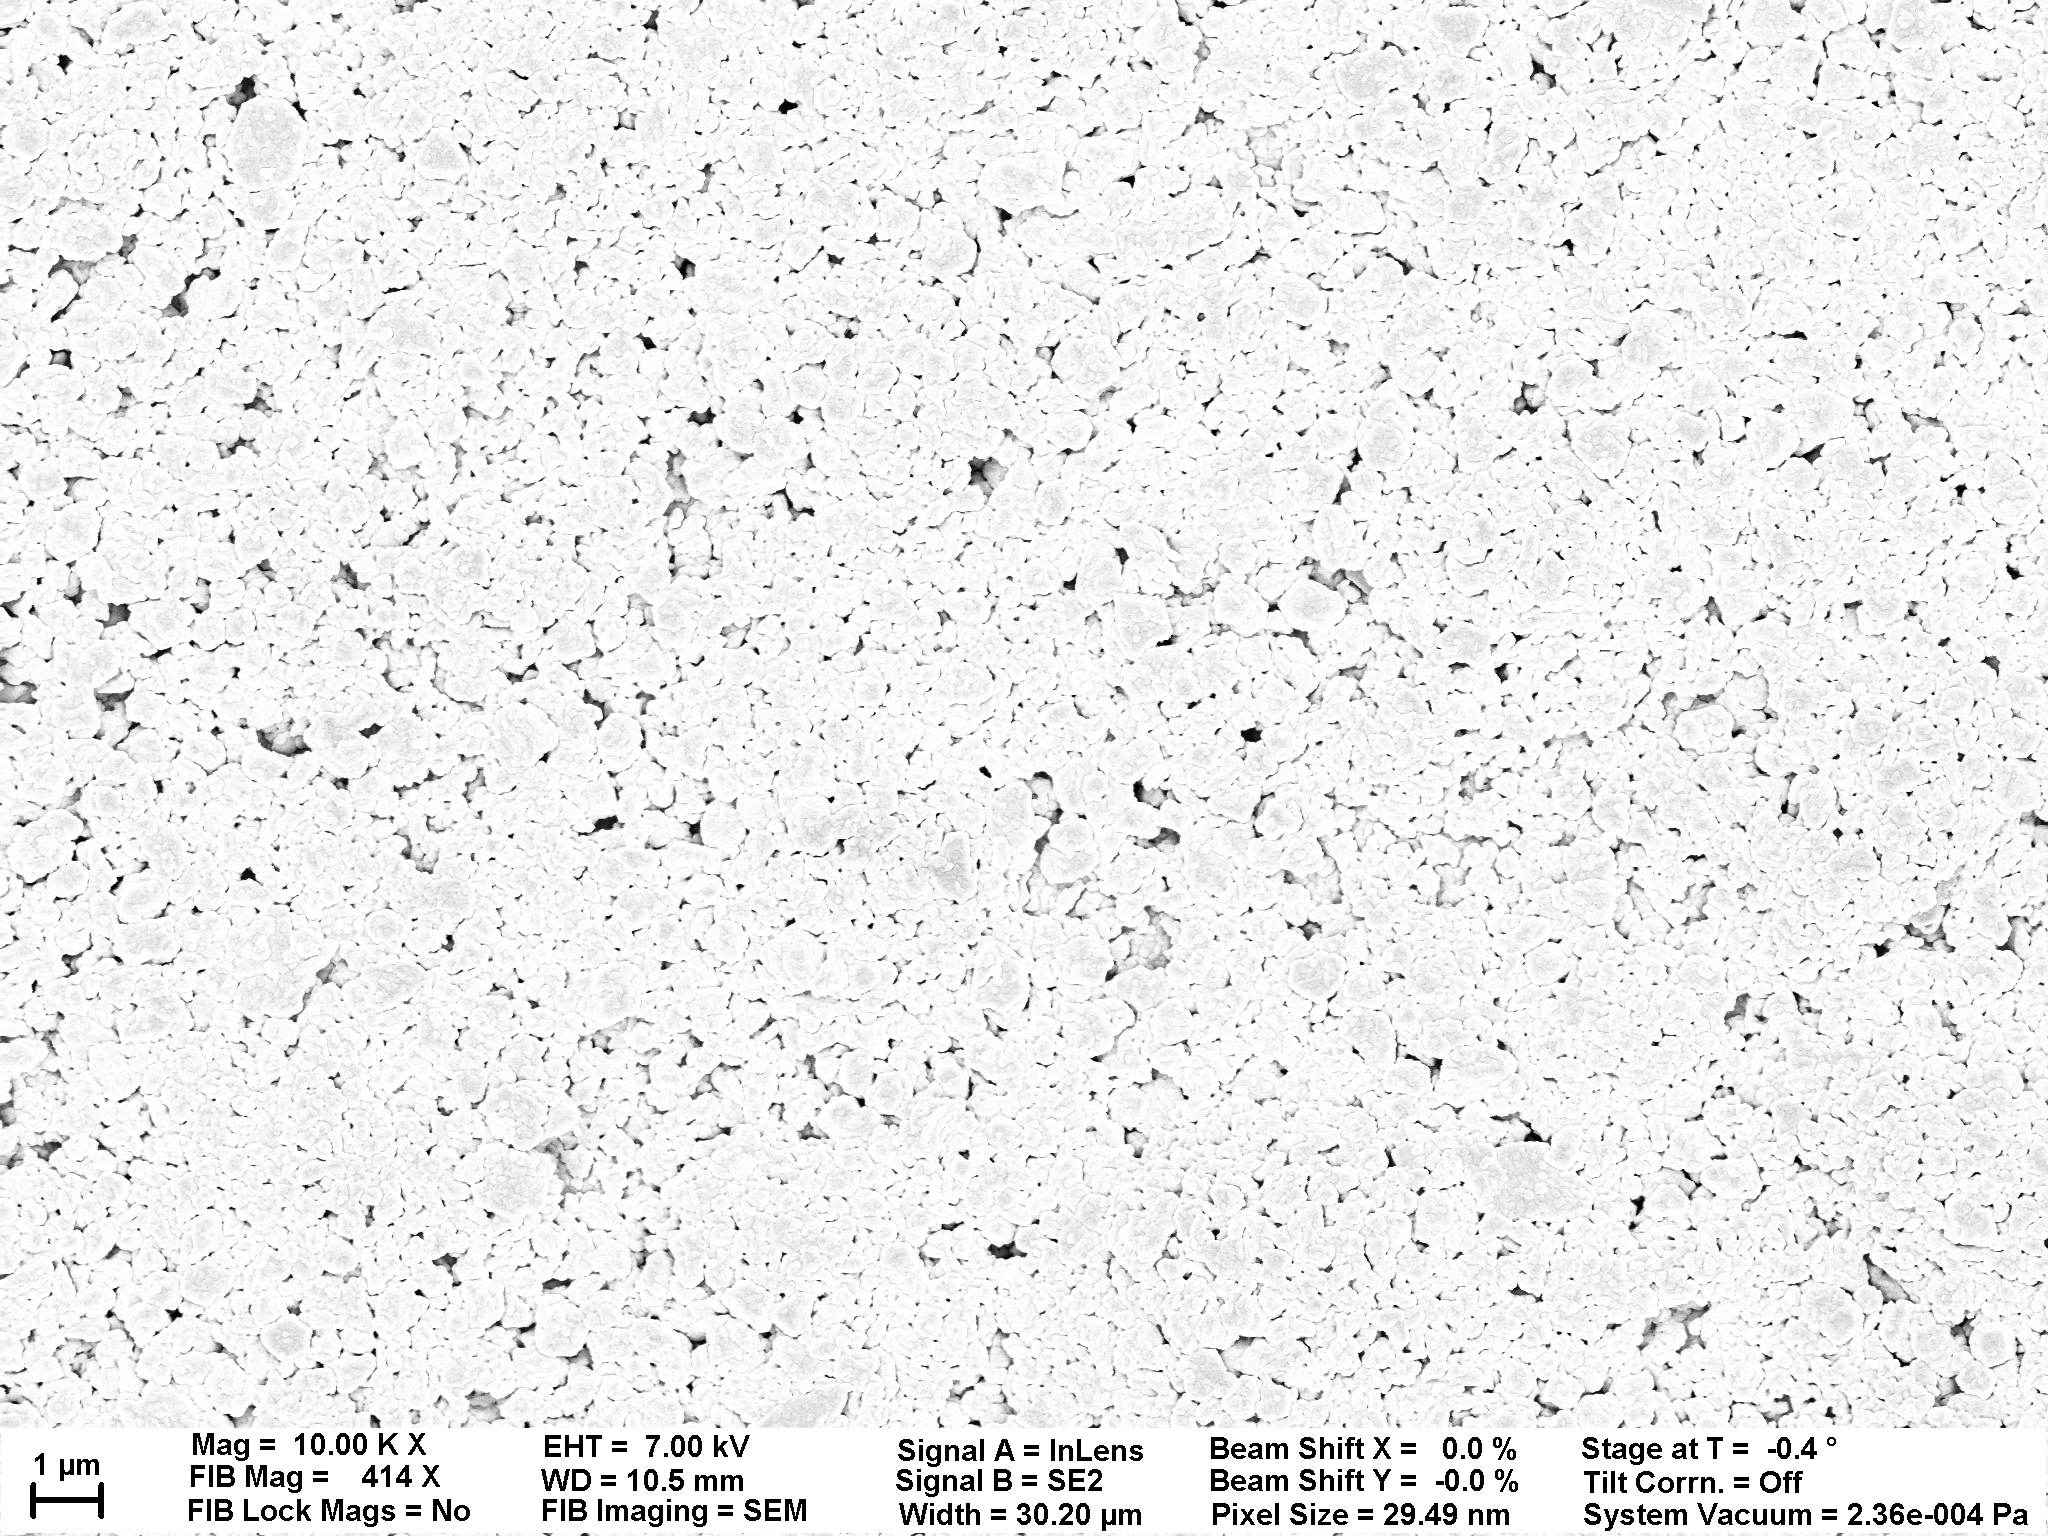 1 µm
Mag = 10.00 K X
FIB Mag = 414 X
FIB Lock Mags = No
EHT = 7.00 kV
WD = 10.5 mm
FIB Imaging = SEM
Signal A = InLens
Signal B = SE2
Width = 30.20 µm
Beam Shift X = 0.0 %
Beam Shift Y = -0.0 %
Pixel Size = 29.49 nm
Stage at T = -0.4 °
Tilt Corrn. = Off
System Vacuum = 2.36e-004 Pa